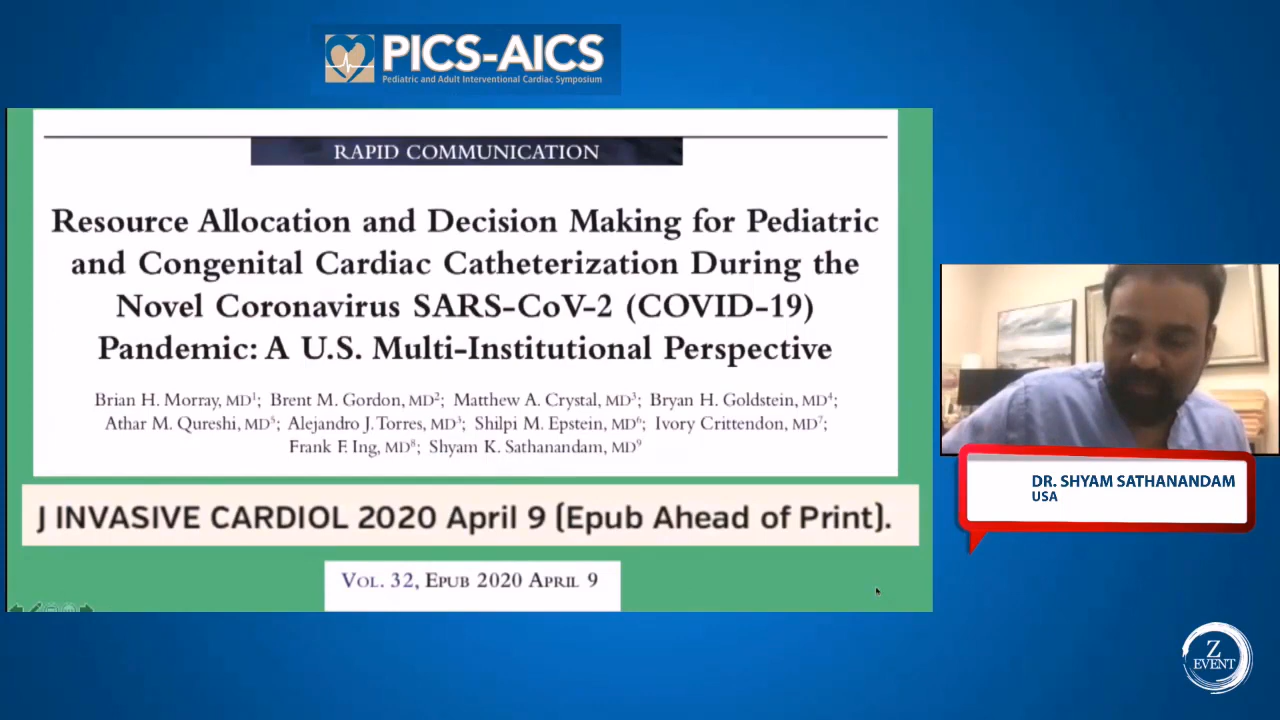 PICS-AICS
Pediatric and Adult Interventional Cardiac Symposium
RAPID COMMUNICATION
Resource Allocation and Decision Making for Pediatric
and Congenital Cardiac Catheterization During the
Novel Coronavirus SARS-CoV-2 (COVID-19)
Pandemic: A U.S. Multi-Institutional Perspective
Brian H. Morray, MD¹; Brent M. Gordon, MD²; Matthew A. Crystal, MD³; Bryan H. Goldstein, MD⁴;
Athar M. Qureshi, MD⁵; Alejandro J. Torres, MD³; Shilpi M. Epstein, MD⁶; Ivory Crittendon, MD⁷;
Frank F. Ing, MD⁸; Shyam K. Sathanandam, MD⁹
J INVASIVE CARDIOL 2020 April 9 (Epub Ahead of Print).
VOL. 32, EPUB 2020 APRIL 9
DR. SHYAM SATHANANDAM
USA
Z
EVENT